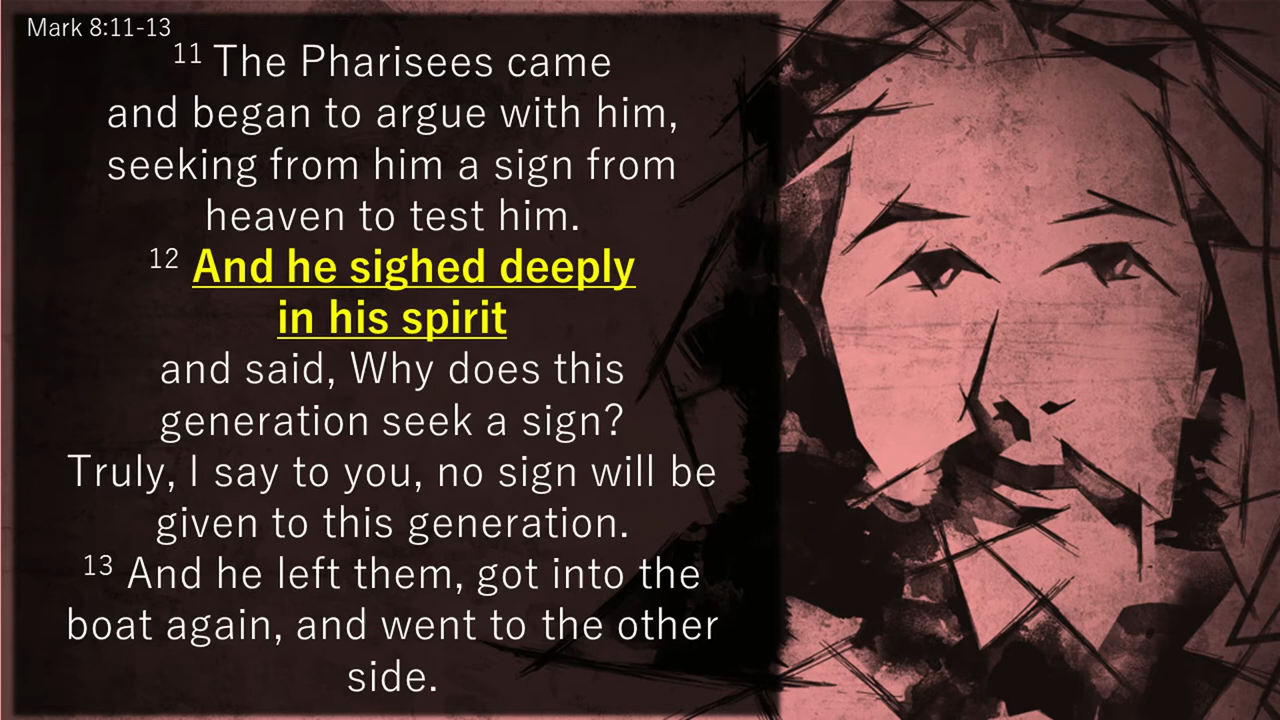 Mark 8:11-13
11 The Pharisees came
and began to argue with him,
seeking from him a sign from
heaven to test him.
12 And he sighed deeply
in his spirit
and said, Why does this
generation seek a sign?
Truly, I say to you, no sign will be
given to this generation.
13 And he left them, got into the
boat again, and went to the other
side.